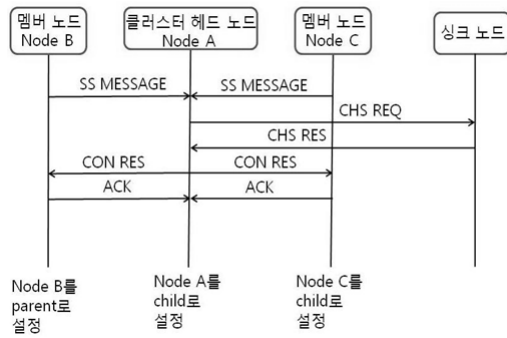 멤버 노드
Node B
클러스터 헤드 노드
Node A
멤버 노드
Node C
싱크 노드
SS MESSAGE
SS MESSAGE
CHS REQ
CHS RES
CON RES
CON RES
ACK
ACK
Node B를
parent로
설정
Node A를
child로
설정
Node C를
child로
설정